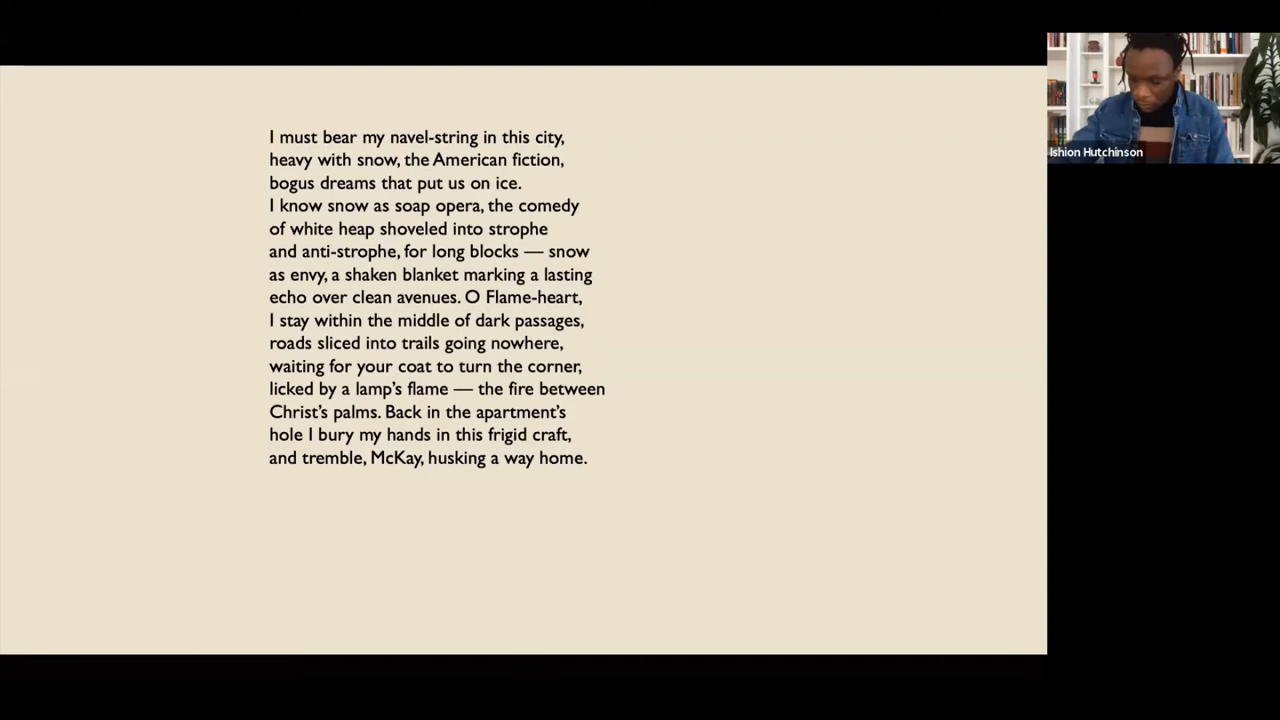 I must bear my navel-string in this city,
heavy with snow, the American fiction,
bogus dreams that put us on ice.
I know snow as soap opera, the comedy
of white heap shoveled into strophe
and anti-strophe, for long blocks — snow
as envy, a shaken blanket marking a lasting
echo over clean avenues. O Flame-heart,
I stay within the middle of dark passages,
roads sliced into trails going nowhere,
waiting for your coat to turn the corner,
licked by a lamp's flame — the fire between
Christ's palms. Back in the apartment's
hole I bury my hands in this frigid craft,
and tremble, McKay, husking a way home.
Ishion Hutchinson